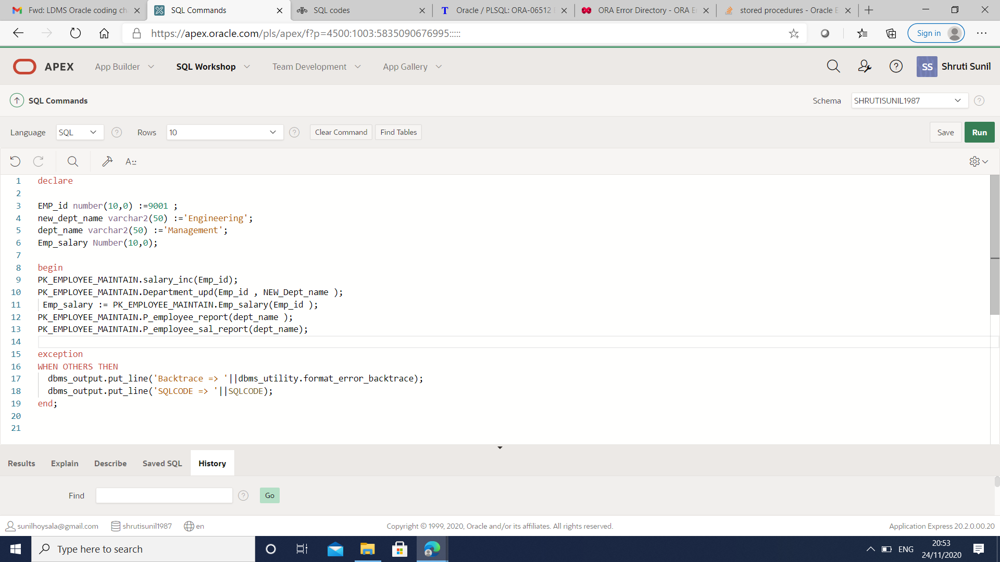 Fwd: LDMS Oracle coding ch
SQL Commands
SQL codes
Oracle / PLSQL: ORA-06512
ORA Error Directory - ORA E
stored procedures - Oracle E
https://apex.oracle.com/pls/apex/f?p=4500:1003:5835090676995:::::
Sign in
APEX
App Builder
SQL Workshop
Team Development
App Gallery
SS
Shruti Sunil
SQL Commands
Schema
SHRUTISUNIL1987
Language
SQL
Rows
10
Clear Command
Find Tables
Save
Run
1 declare
2
3 EMP_id number(10,0) :=9001 ;
4 new_dept_name varchar2(50) :='Engineering';
5 dept_name varchar2(50) :='Management';
6 Emp_salary Number(10,0);
7
8 begin
9 PK_EMPLOYEE_MAINTAIN.salary_inc(Emp_id);
10 PK_EMPLOYEE_MAINTAIN.Department_upd(Emp_id , NEW_Dept_name );
11 Emp_salary := PK_EMPLOYEE_MAINTAIN.Emp_salary(Emp_id );
12 PK_EMPLOYEE_MAINTAIN.P_employee_report(dept_name );
13 PK_EMPLOYEE_MAINTAIN.P_employee_sal_report(dept_name);
14
15 exception
16 WHEN OTHERS THEN
17 dbms_output.put_line('Backtrace => '||dbms_utility.format_error_backtrace);
18 dbms_output.put_line('SQLCODE => '||SQLCODE);
19 end;
20
21
Results
Explain
Describe
Saved SQL
History
Find
Go
sunilhoysala@gmail.com
shrutisunil1987
en
Copyright © 1999, 2020, Oracle and/or its affiliates. All rights reserved.
Application Express 20.2.0.00.20
Type here to search
ENG
20:53
24/11/2020